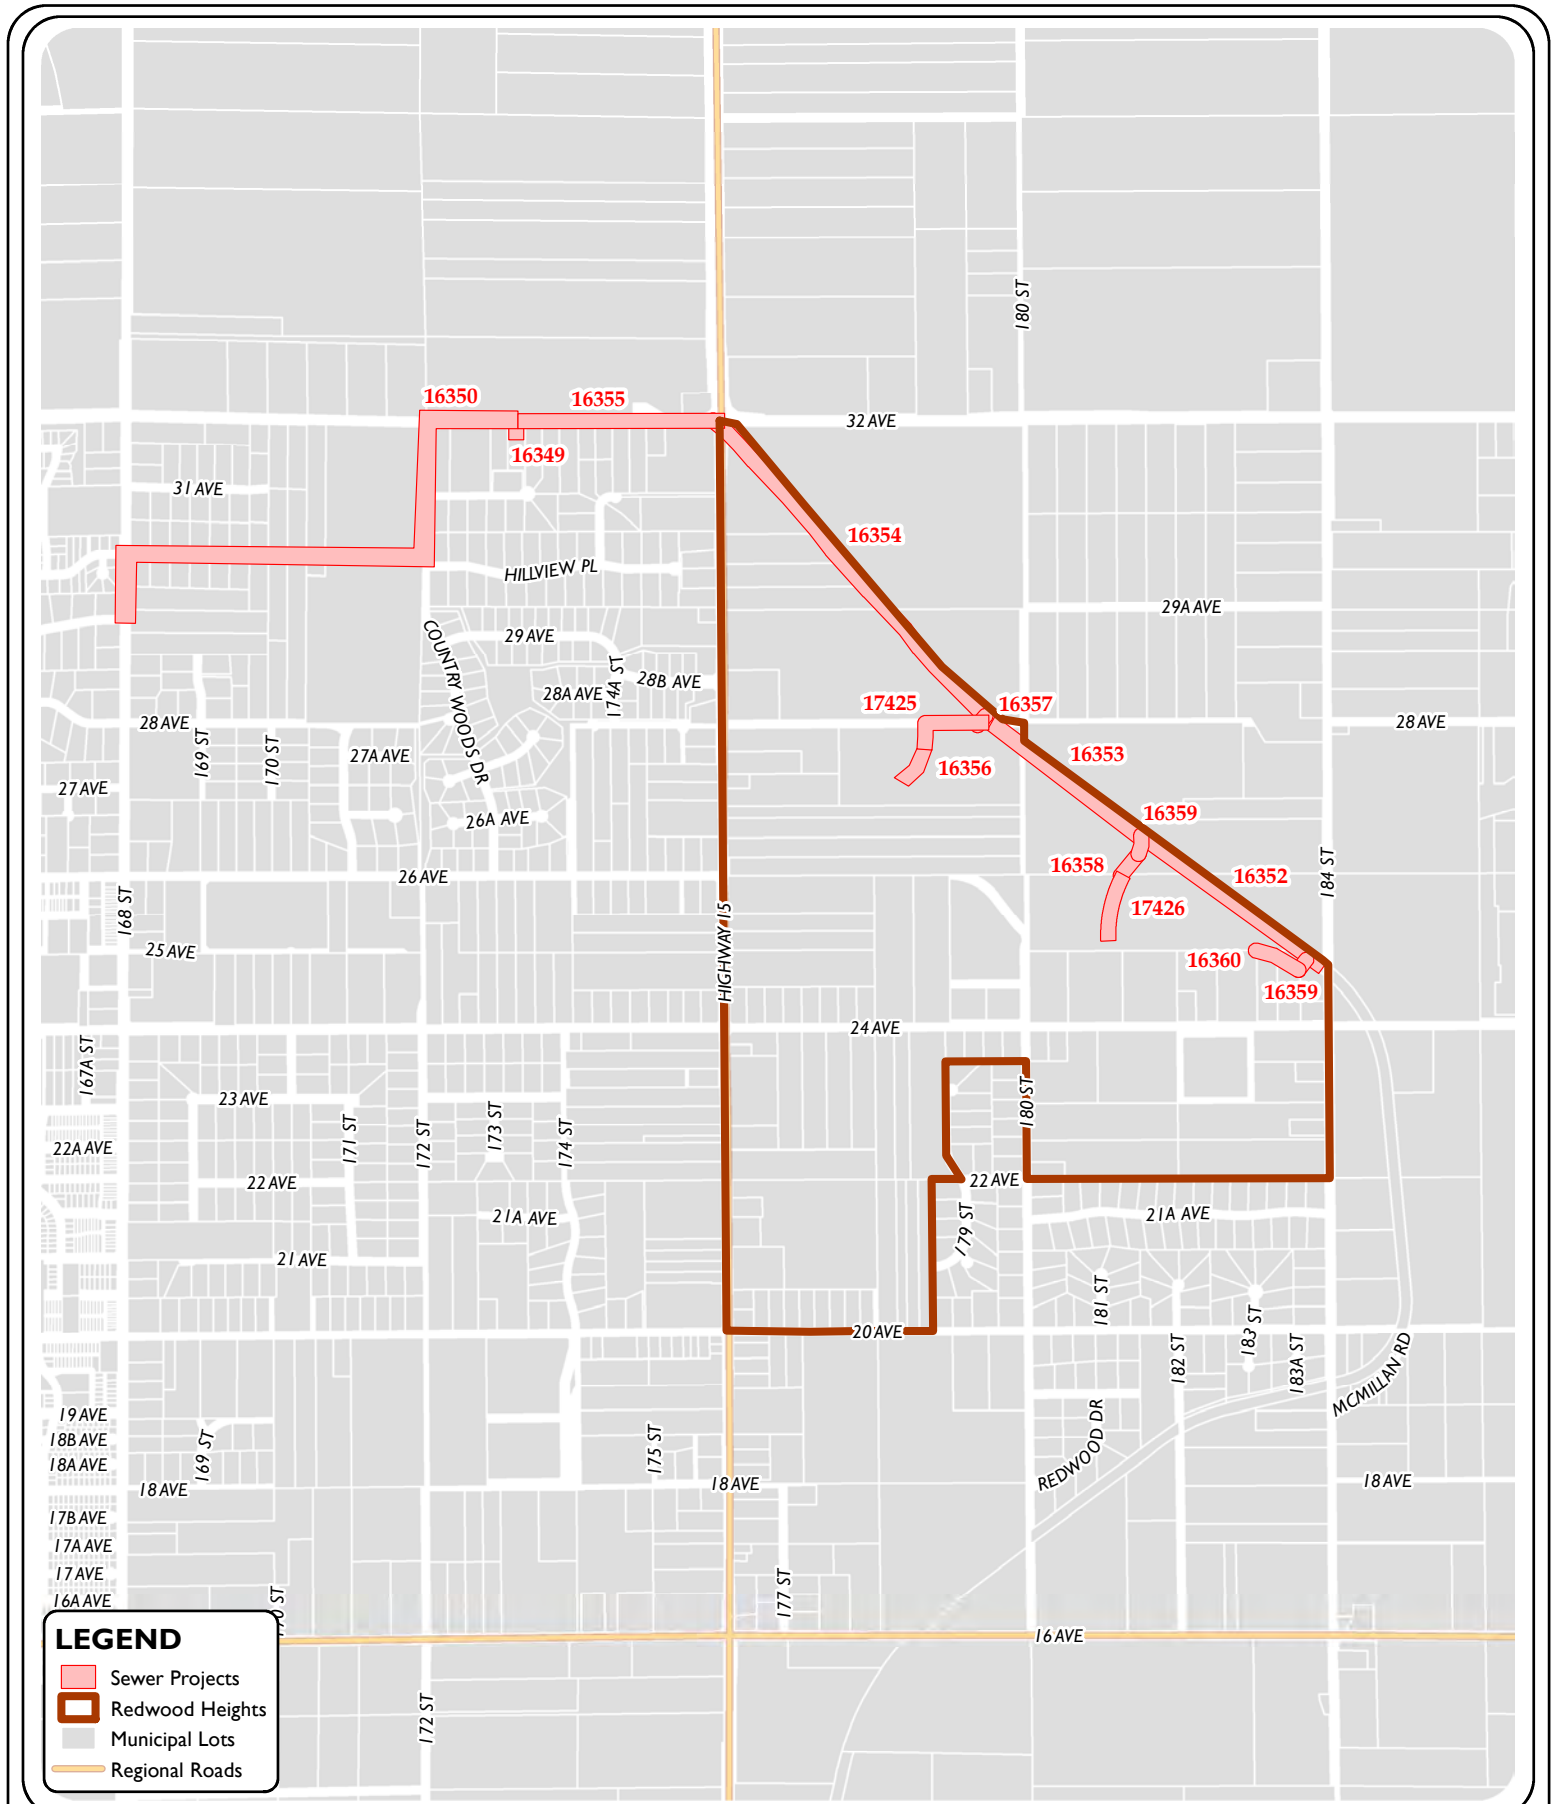 180 ST
16350
16355
32 AVE
16349
31 AVE
16354
HILLVIEW PL
29A AVE
COUNTRY WOODS DR
29 AVE
174A ST
28B AVE
28A AVE
17425
16357
28 AVE
28 AVE
169 ST
170 ST
27A AVE
16353
16356
27 AVE
16359
26A AVE
16358
16352
184 ST
26 AVE
168 ST
17426
HIGHWAY 15
25 AVE
16360
16359
24 AVE
167A ST
23 AVE
180 ST
171 ST
172 ST
173 ST
174 ST
22A AVE
22 AVE
22 AVE
21A AVE
21A AVE
179 ST
21 AVE
181 ST
183 ST
20 AVE
182 ST
183A ST
MCMILLAN RD
19 AVE
18B AVE
169 ST
175 ST
REDWOOD DR
18A AVE
18 AVE
18 AVE
18 AVE
17B AVE
17A AVE
17 AVE
177 ST
16A AVE
170 ST
16 AVE
LEGEND
Sewer Projects
Redwood Heights
172 ST
Municipal Lots
Regional Roads